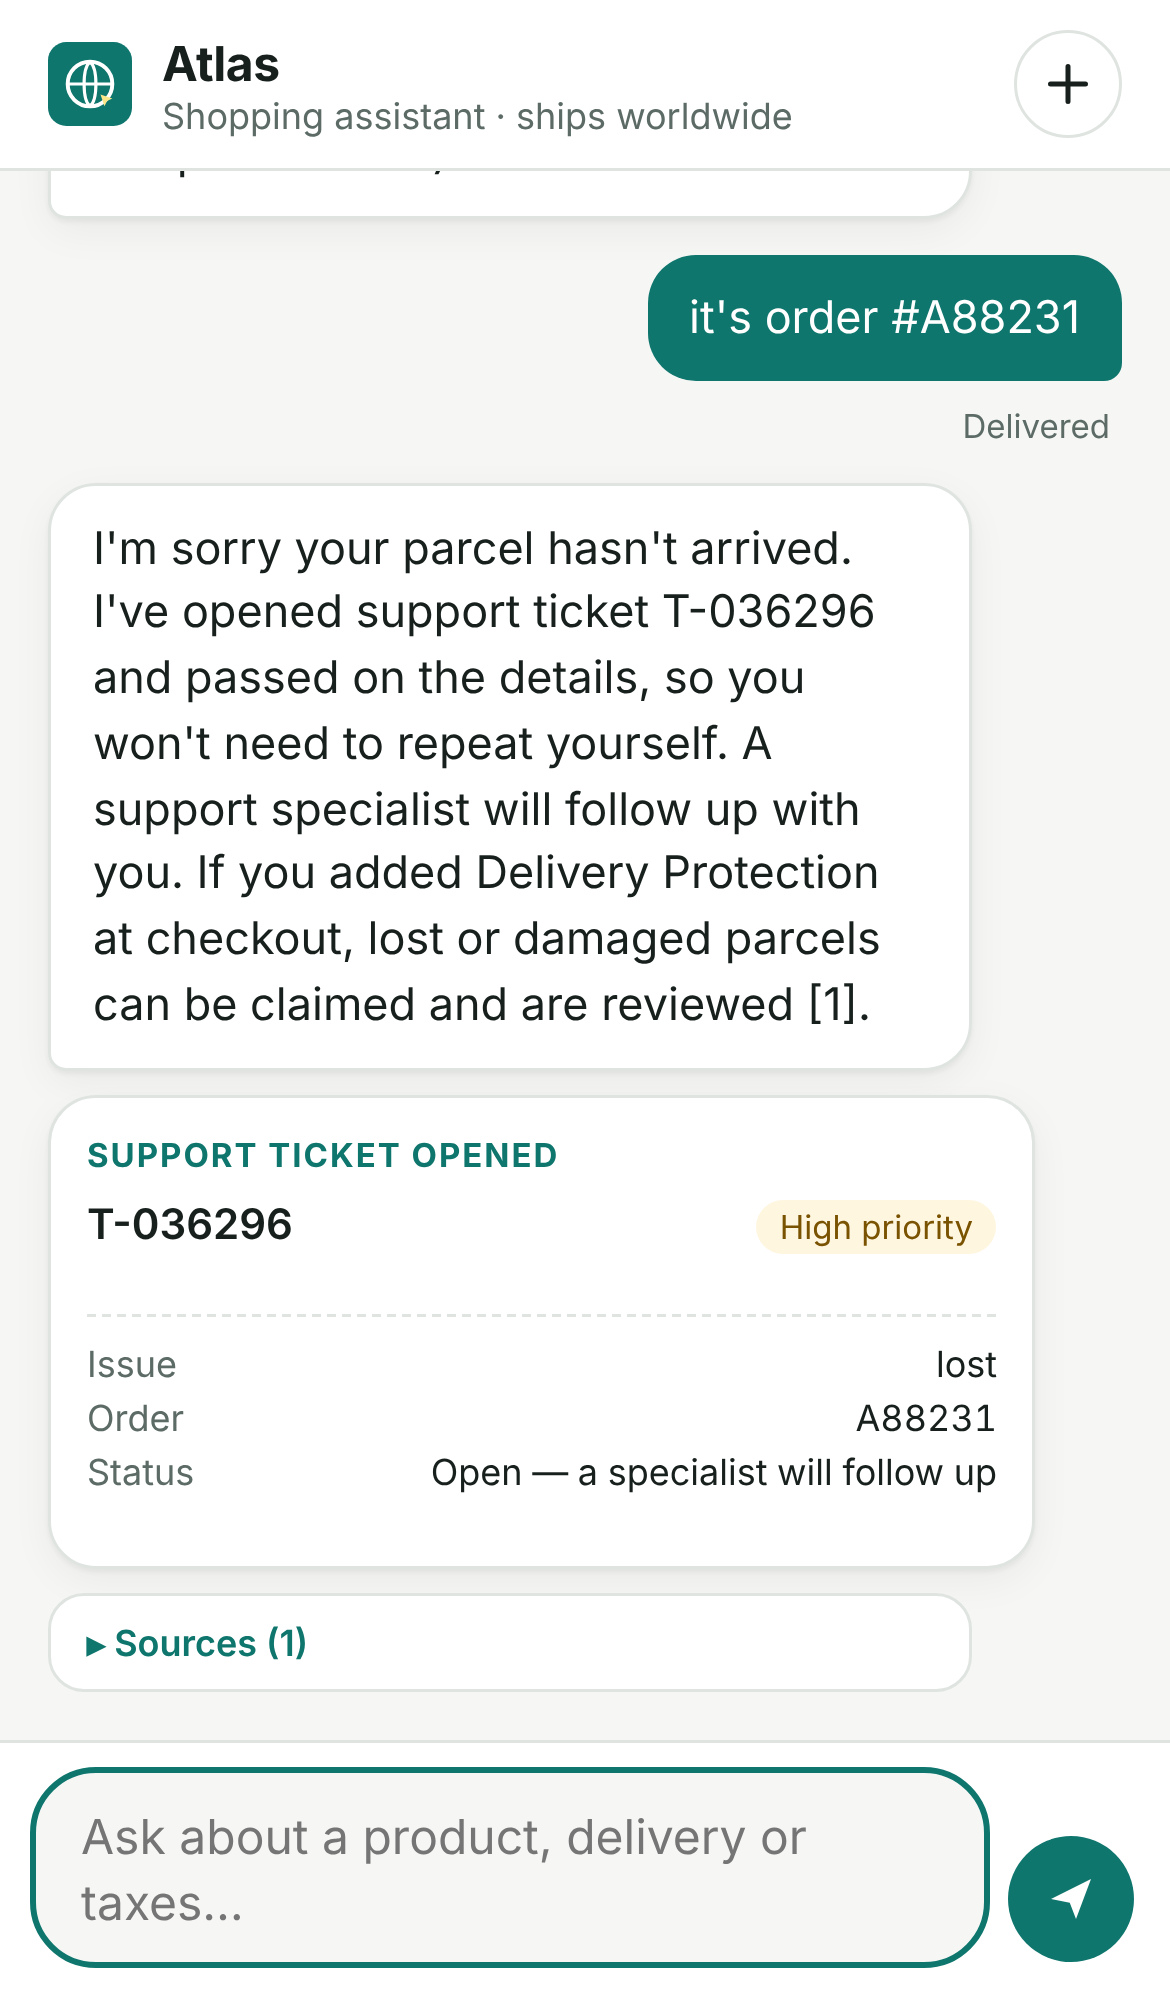 Atlas
Shopping assistant · ships worldwide
it's order #A88231
Delivered
I'm sorry your parcel hasn't arrived.
I've opened support ticket T-036296
and passed on the details, so you
won't need to repeat yourself. A
support specialist will follow up with
you. If you added Delivery Protection
at checkout, lost or damaged parcels
can be claimed and are reviewed [1].
SUPPORT TICKET OPENED
T-036296
High priority
Issue
lost
Order
A88231
Status
Open — a specialist will follow up
▸ Sources (1)
Ask about a product, delivery or
taxes...